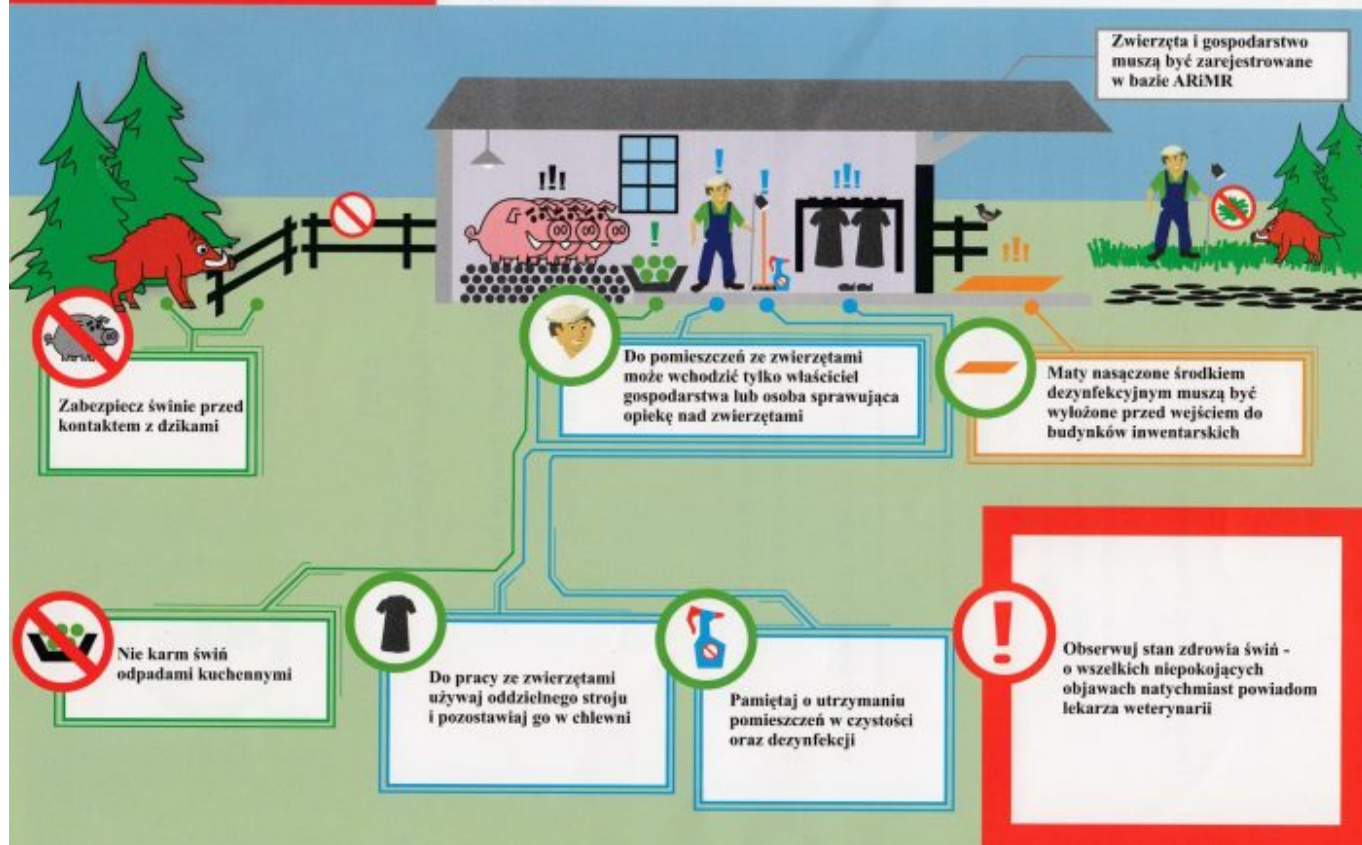 Zwierzęta i gospodarstwo
muszą być zarejestrowane
w bazie ARiMR
Zabezpiecz świnie przed
kontaktem z dzikami
Do pomieszczeń ze zwierzętami
może wchodzić tylko właściciel
gospodarstwa lub osoba sprawująca
opiekę nad zwierzętami
Maty nasączone środkiem
dezynfekcyjnym muszą być
wyłożone przed wejściem do
budynków inwentarskich
Nie karm świń
odpadami kuchennymi
Do pracy ze zwierzętami
używaj oddzielnego stroju
i pozostawiaj go w chlewni
Pamiętaj o utrzymaniu
pomieszczeń w czystości
oraz dezynfekcji
Obserwuj stan zdrowia świń -
o wszelkich niepokojących
objawach natychmiast powiadom
lekarza weterynarii